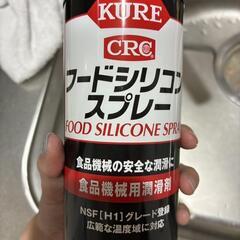 KURE
CRC
フードシリコン
スプレー
FOOD SILICONE SPRAY
食品機械の安全な潤滑に
食品機械用潤滑剤
NSF[H1]グレード登録
広範な温度域に対応